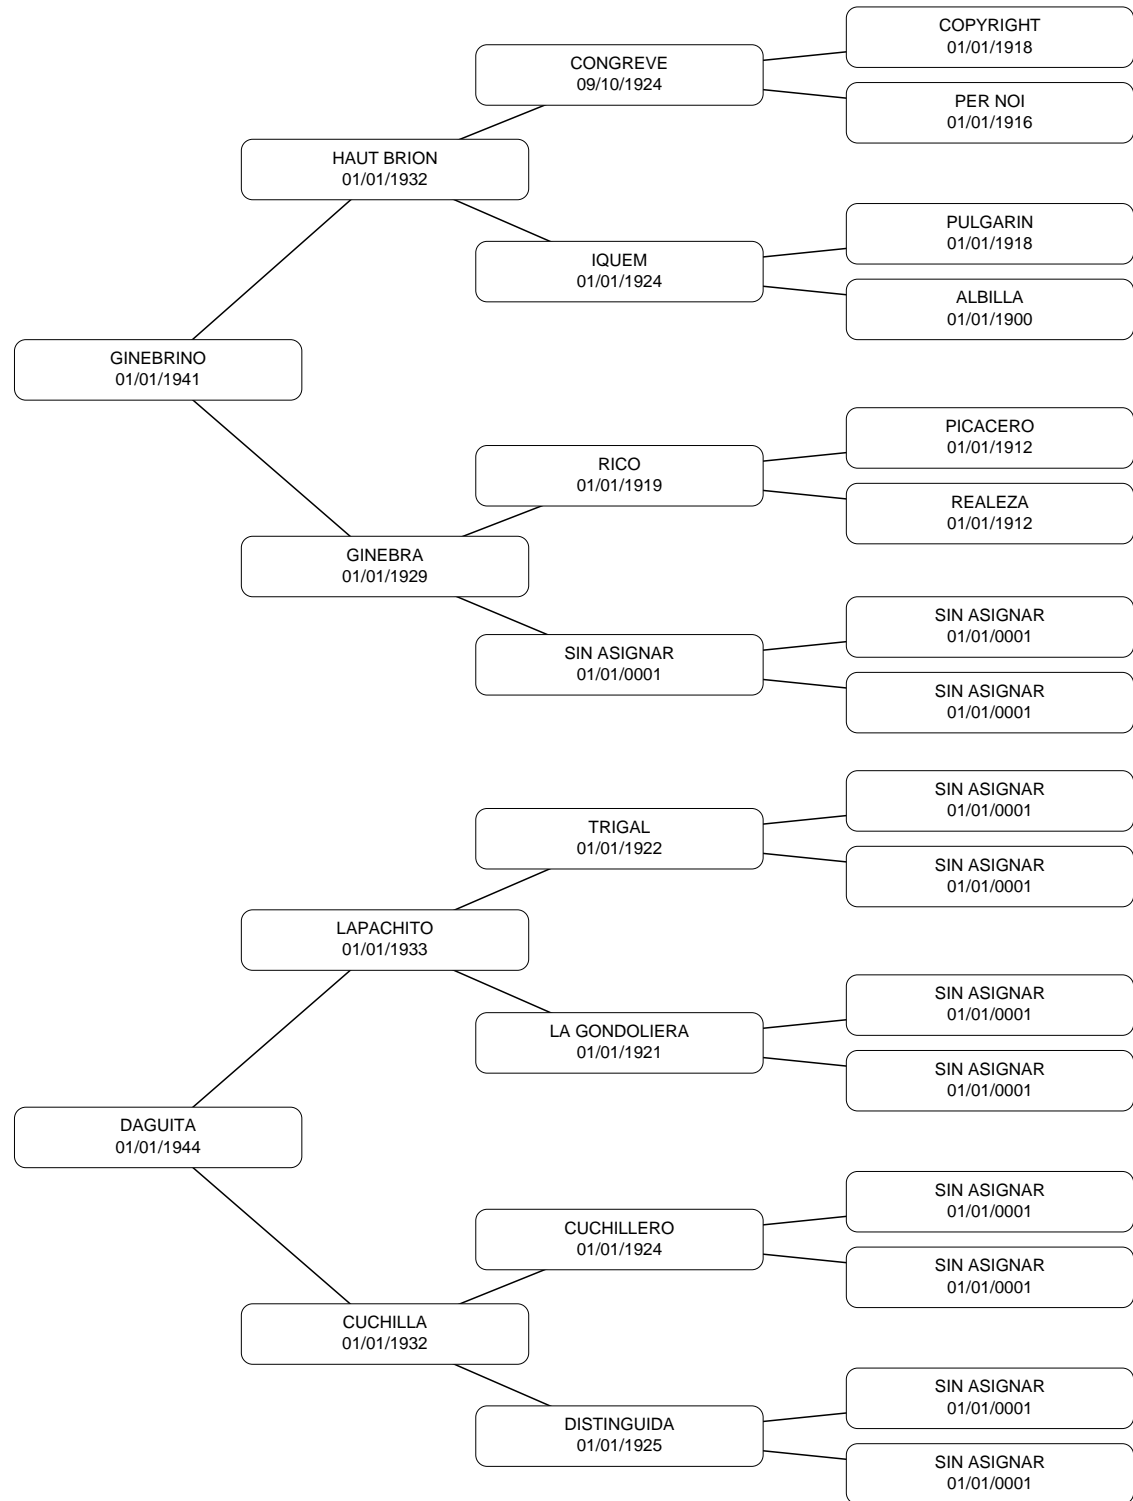 COPYRIGHT
01/01/1918
CONGREVE
09/10/1924
PER NOI
01/01/1916
HAUT BRION
01/01/1932
PULGARIN
01/01/1918
IQUEM
01/01/1924
ALBILLA
01/01/1900
GINEBRINO
01/01/1941
PICACERO
01/01/1912
RICO
01/01/1919
REALEZA
01/01/1912
GINEBRA
01/01/1929
SIN ASIGNAR
01/01/0001
SIN ASIGNAR
01/01/0001
SIN ASIGNAR
01/01/0001
SIN ASIGNAR
01/01/0001
TRIGAL
01/01/1922
SIN ASIGNAR
01/01/0001
LAPACHITO
01/01/1933
SIN ASIGNAR
01/01/0001
LA GONDOLIERA
01/01/1921
SIN ASIGNAR
01/01/0001
DAGUITA
01/01/1944
SIN ASIGNAR
01/01/0001
CUCHILLERO
01/01/1924
SIN ASIGNAR
01/01/0001
CUCHILLA
01/01/1932
SIN ASIGNAR
01/01/0001
DISTINGUIDA
01/01/1925
SIN ASIGNAR
01/01/0001